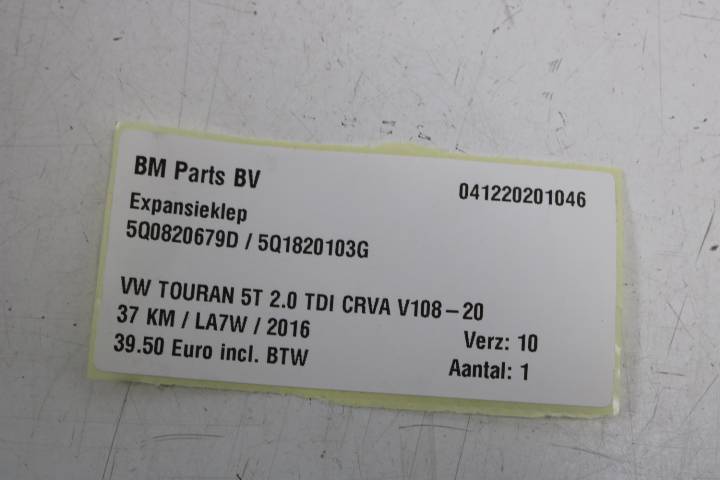 BM Parts BV 041220201046
Expansieklep
5Q0820679D / 5Q1820103G
VW TOURAN 5T 2.0 TDI CRVA V108-20
37 KM / LA7W / 2016 Verz: 10
39.50 Euro incl. BTW Aantal: 1